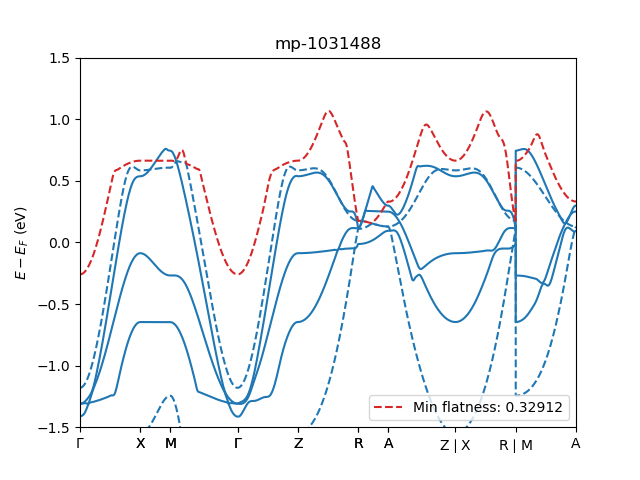 mp-1031488
E − E_F (eV)
1.5
1.0
0.5
0.0
−0.5
−1.0
−1.5
Min flatness: 0.32912
Γ X M Γ Z R A Z | X R | M A